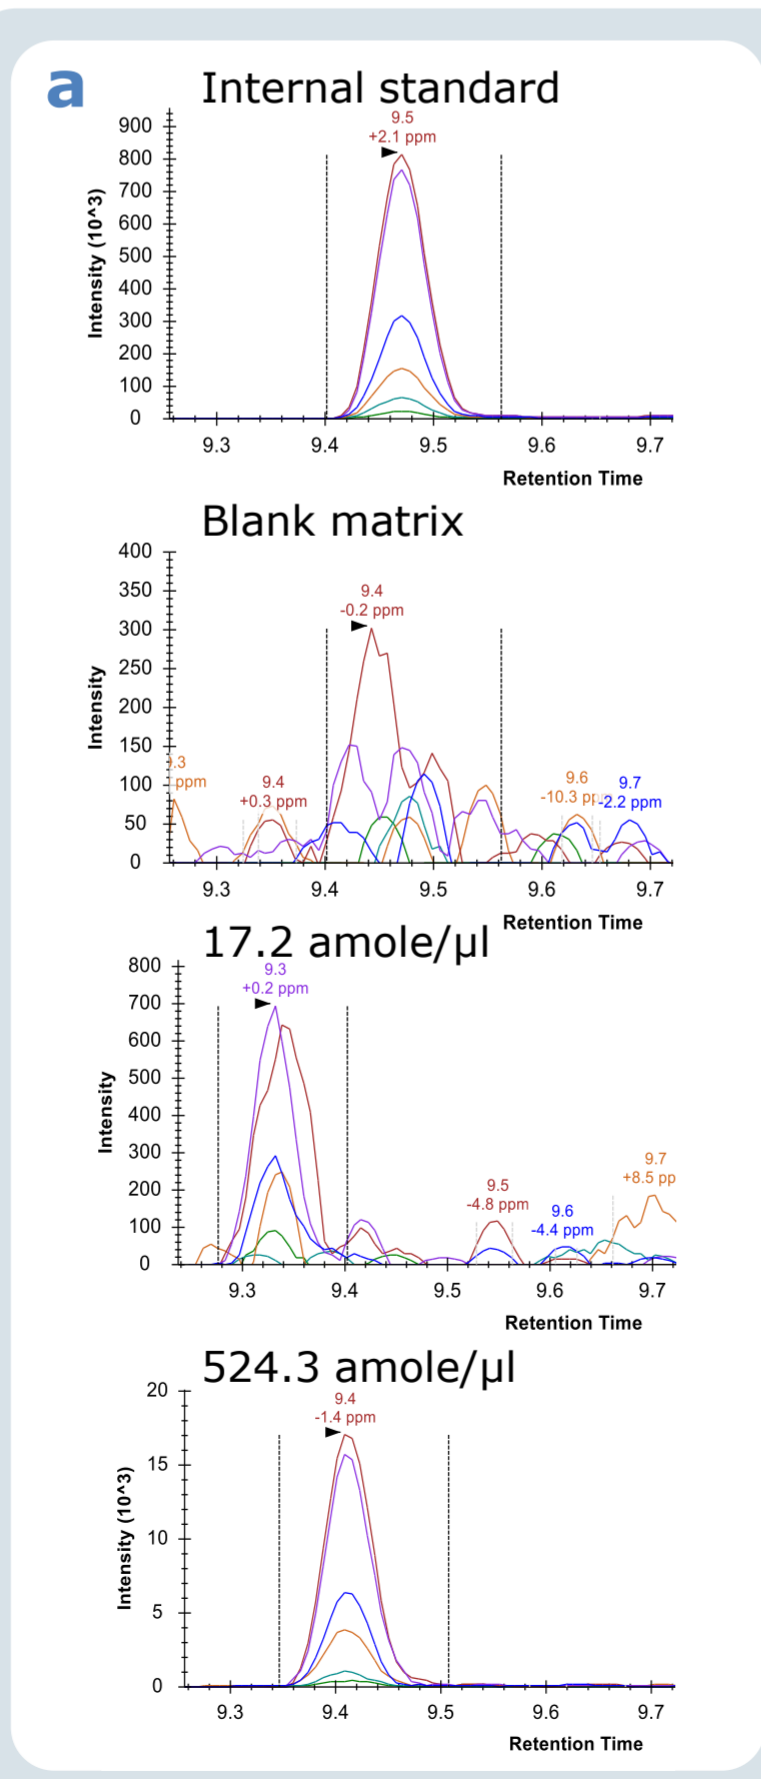 a
Internal standard
9.5
+2.1 ppm
900
800
700
600
500
400
300
200
100
0
Intensity (10^3)
9.3 9.4 9.5 9.6 9.7
Retention Time
Blank matrix
400
350
300
250
200
150
100
50
0
Intensity
9.4
-0.2 ppm
.3
ppm
9.4
+0.3 ppm
9.6
-10.3 pp
9.7
-2.2 ppm
9.3 9.4 9.5 9.6 9.7
Retention Time
17.2 amole/µl
800
700
600
500
400
300
200
100
0
Intensity
9.3
+0.2 ppm
9.5
-4.8 ppm
9.6
-4.4 ppm
9.7
+8.5 pp
9.3 9.4 9.5 9.6 9.7
Retention Time
524.3 amole/µl
20
15
10
5
0
Intensity (10^3)
9.4
-1.4 ppm
9.3 9.4 9.5 9.6 9.7
Retention Time